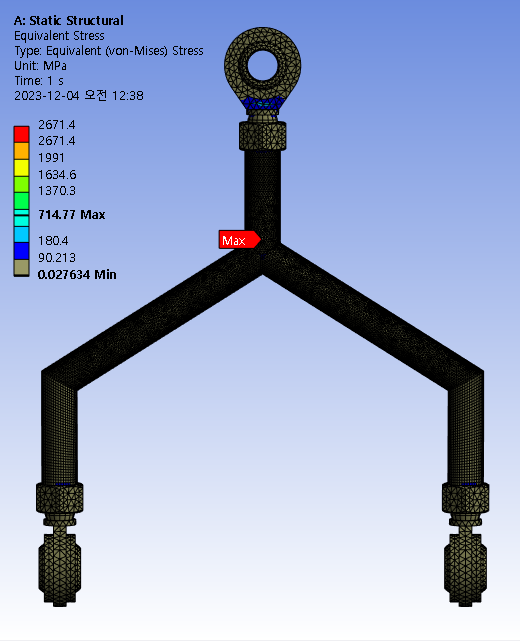 A: Static Structural
Equivalent Stress
Type: Equivalent (von-Mises) Stress
Unit: MPa
Time: 1 s
2023-12-04 오전 12:38
2671.4
2671.4
1991
1634.6
1370.3
714.77 Max
180.4
90.213
0.027634 Min
Max